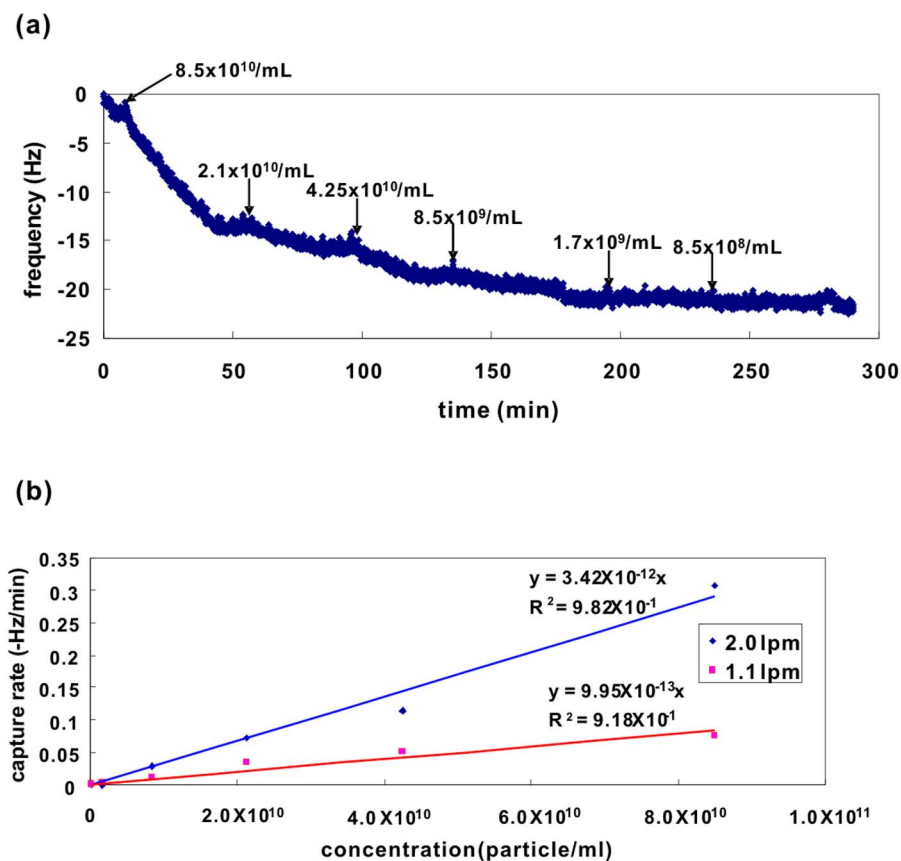 (a)
8.5x10¹⁰/mL
2.1x10¹⁰/mL
4.25x10¹⁰/mL
8.5x10⁹/mL
1.7x10⁹/mL
8.5x10⁸/mL
frequency (Hz)
0
-5
-10
-15
-20
-25
0 50 100 150 200 250 300
time (min)
(b)
capture rate (-Hz/min)
0.35
0.3
0.25
0.2
0.15
0.1
0.05
0
y = 3.42X10⁻¹²x
R² = 9.82X10⁻¹
2.0 lpm
1.1 lpm
y = 9.95X10⁻¹³x
R² = 9.18X10⁻¹
0 2.0X10¹⁰ 4.0X10¹⁰ 6.0X10¹⁰ 8.0X10¹⁰ 1.0X10¹¹
concentration(particle/ml)